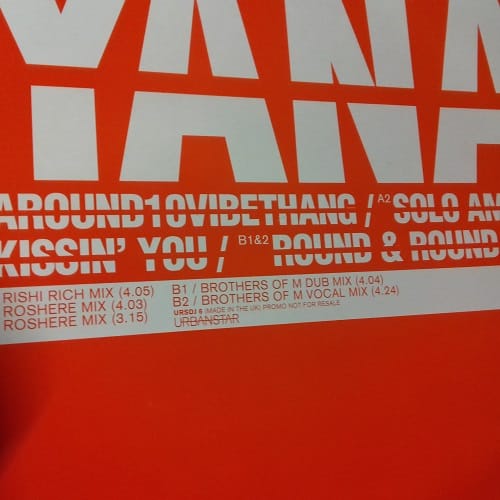 YANA
AROUND10VIBETHANG / A2 SOLO AN
KISSIN' YOU / B1&2 ROUND & ROUND
RISHI RICH MIX (4.05) B1 / BROTHERS OF M DUB MIX (4.04)
ROSHERE MIX (4.03) B2 / BROTHERS OF M VOCAL MIX (4.24)
ROSHERE MIX (3.15) URSDJ 6 (MADE IN THE UK) PROMO NOT FOR RESALE
URBANSTAR